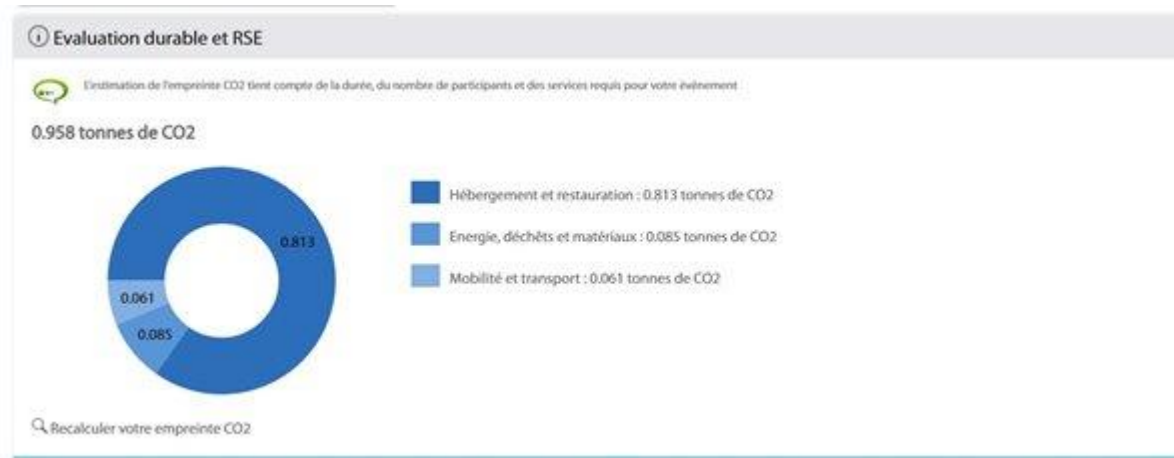 Evaluation durable et RSE
L'estimation de l'empreinte CO2 tient compte de la durée, du nombre de participants et des services requis pour votre événement
0.958 tonnes de CO2
Hébergement et restauration : 0.813 tonnes de CO2
0.813
Energie, déchêts et matériaux : 0.085 tonnes de CO2
Mobilité et transport : 0.061 tonnes de CO2
0.061
0.085
Recalculer votre empreinte CO2